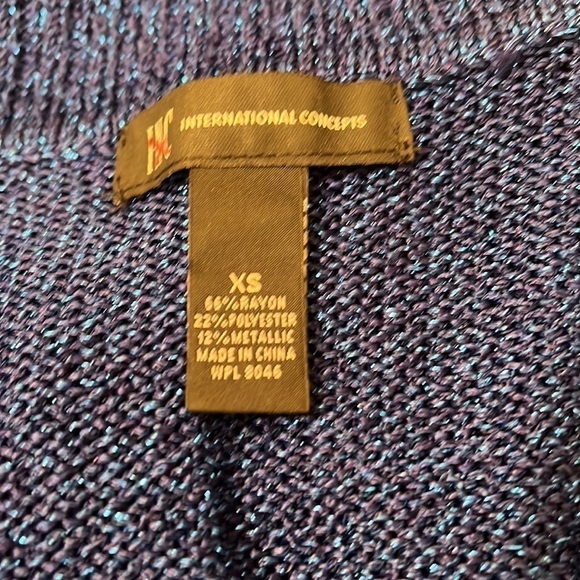 INC INTERNATIONAL CONCEPTS
XS
66% RAYON
22% POLYESTER
12% METALLIC
MADE IN CHINA
WPL 8046